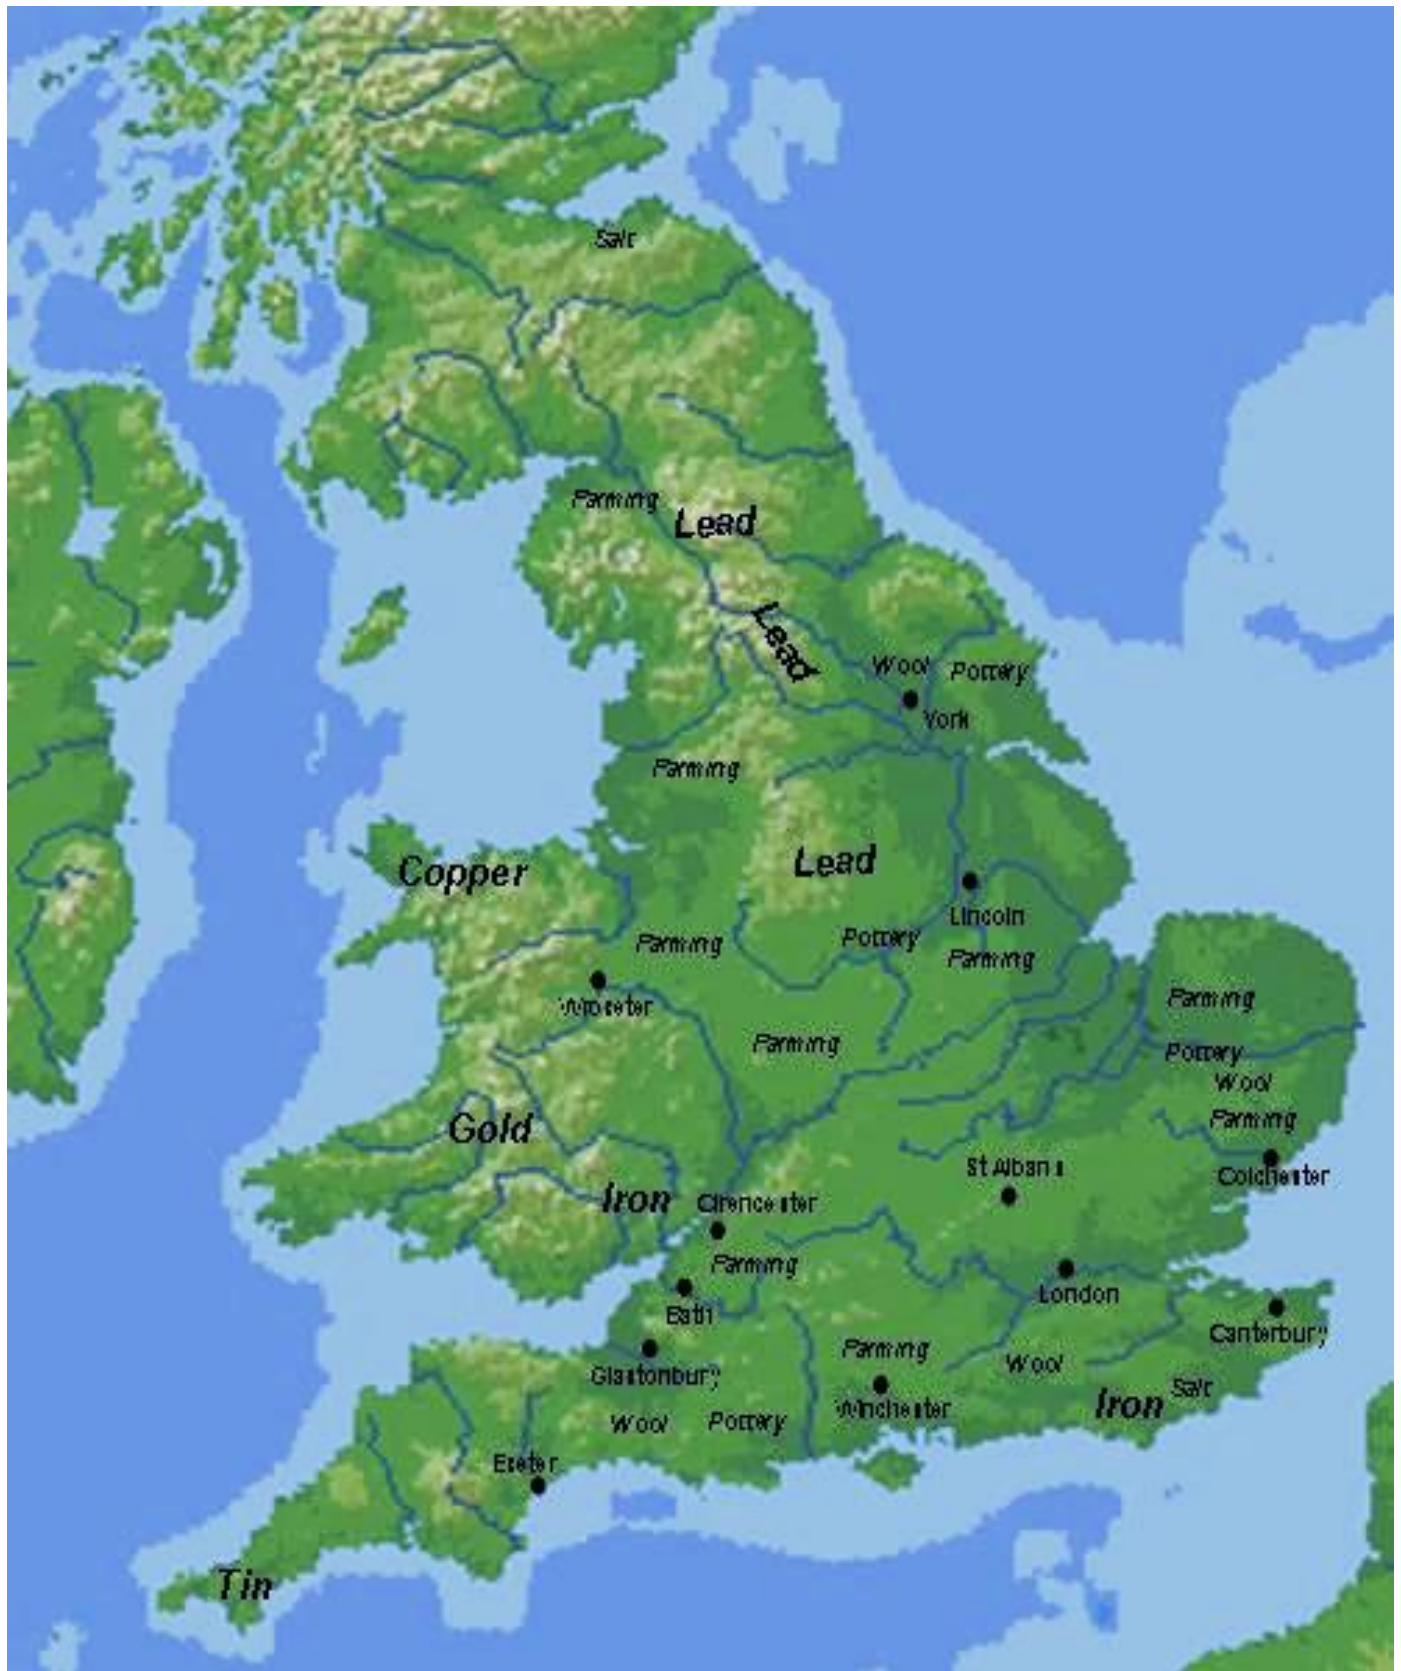 Salt
Farming
Lead
Lead
Wool
Pottery
York
Farming
Copper
Lead
Lincoln
Pottery
Farming
Farming
Wroxeter
Farming
Farming
Pottery
Wool
Farming
Gold
St Albans
Colchester
Iron
Cirencester
Farming
London
Bath
Canterbury
Farming
Wool
Glastonbury
Salt
Winchester
Iron
Wool
Pottery
Exeter
Tin